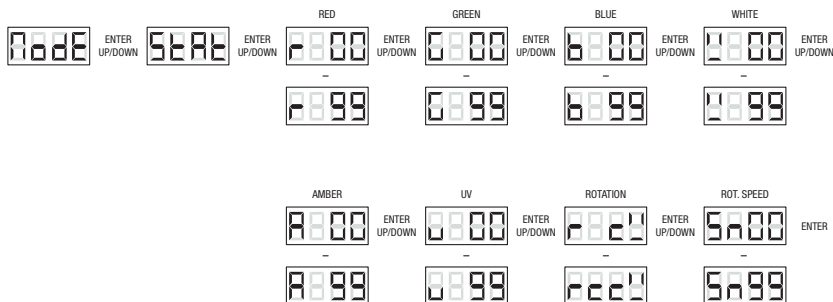 RED GREEN BLUE WHITE
ModE ENTER StAt ENTER r 00 ENTER G 00 ENTER b 00 ENTER W 00 ENTER
UP/DOWN UP/DOWN UP/DOWN UP/DOWN UP/DOWN UP/DOWN
– – – –
r 99 G 99 b 99 W 99
AMBER UV ROTATION ROT. SPEED
A 00 ENTER u 00 ENTER r cW ENTER Sn00 ENTER
UP/DOWN UP/DOWN UP/DOWN
– – – –
A 99 u 99 rccW Sn99